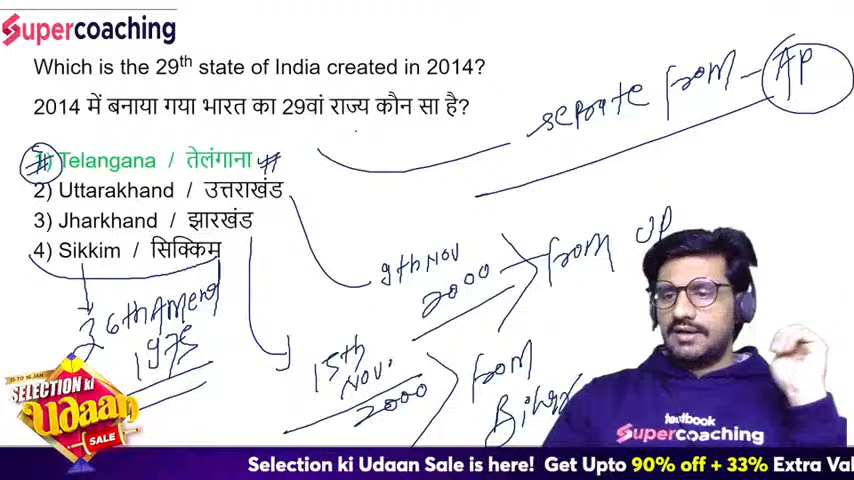 Supercoaching
Which is the 29th state of India created in 2014?
2014 में बनाया गया भारत का 29वां राज्य कौन सा है?
seprate from - AP
1) Telangana / तेलंगाना
2) Uttarakhand / उत्तराखंड
3) Jharkhand / झारखंड
4) Sikkim / सिक्किम
9th Nov
2000
from UP
36th Amend
1975
15th
Nov.
2000
from
Bihar
SELECTION ki
Udaan
SALE
testbook
Supercoaching
Selection ki Udaan Sale is here! Get Upto 90% off + 33% Extra Val